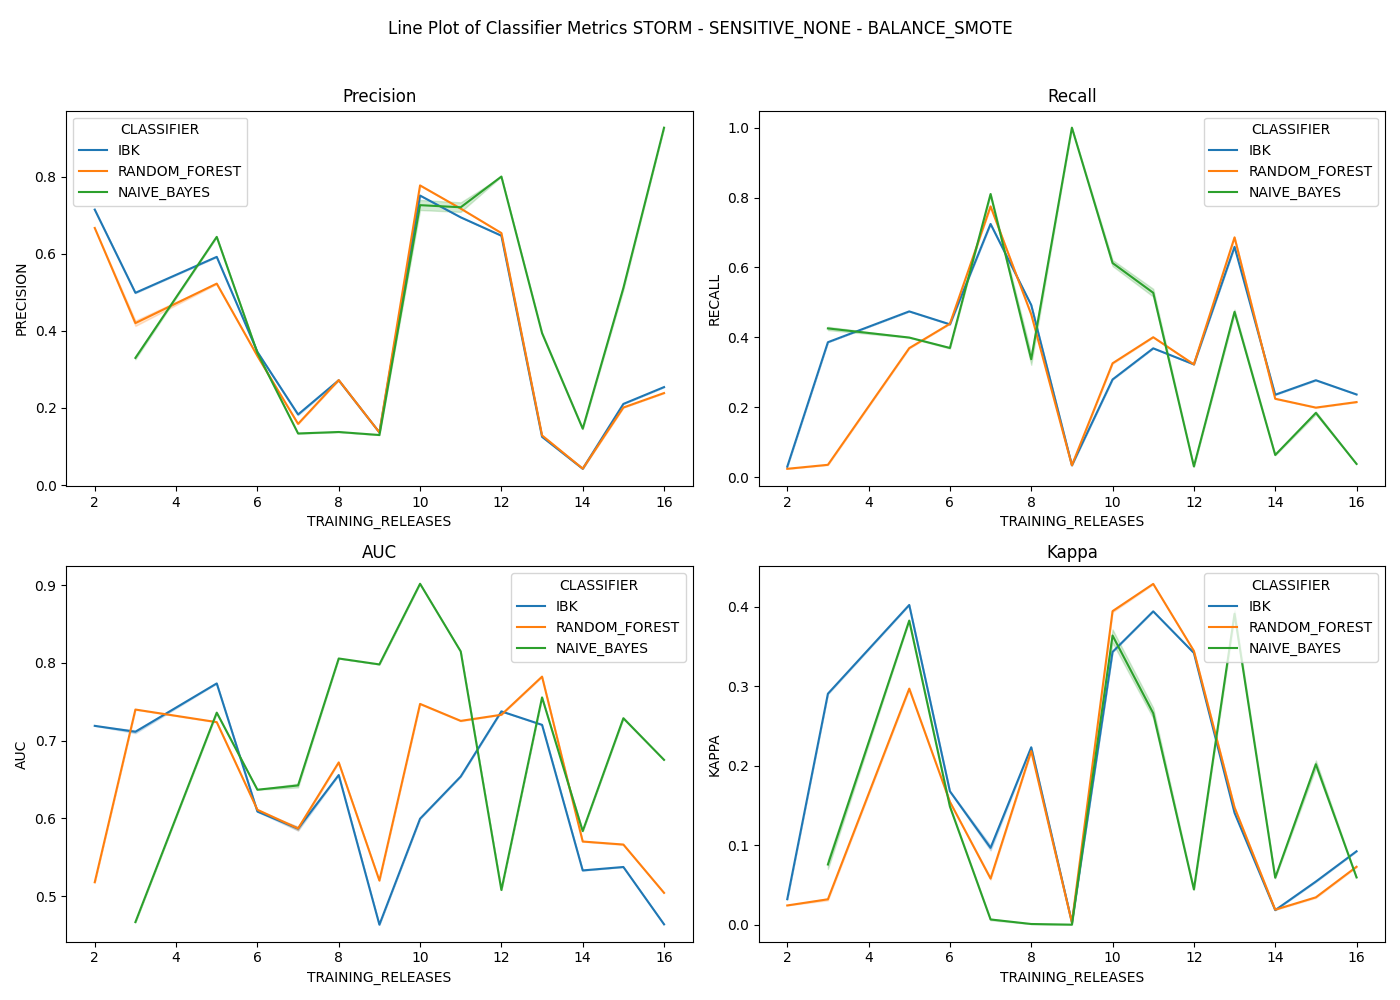 Line Plot of Classifier Metrics STORM - SENSITIVE_NONE - BALANCE_SMOTE
Precision
PRECISION
0.8
0.6
0.4
0.2
0.0
CLASSIFIER
IBK
RANDOM_FOREST
NAIVE_BAYES
2 4 6 8 10 12 14 16
TRAINING_RELEASES
Recall
RECALL
1.0
0.8
0.6
0.4
0.2
0.0
CLASSIFIER
IBK
RANDOM_FOREST
NAIVE_BAYES
2 4 6 8 10 12 14 16
TRAINING_RELEASES
AUC
AUC
0.9
0.8
0.7
0.6
0.5
CLASSIFIER
IBK
RANDOM_FOREST
NAIVE_BAYES
2 4 6 8 10 12 14 16
TRAINING_RELEASES
Kappa
KAPPA
0.4
0.3
0.2
0.1
0.0
CLASSIFIER
IBK
RANDOM_FOREST
NAIVE_BAYES
2 4 6 8 10 12 14 16
TRAINING_RELEASES